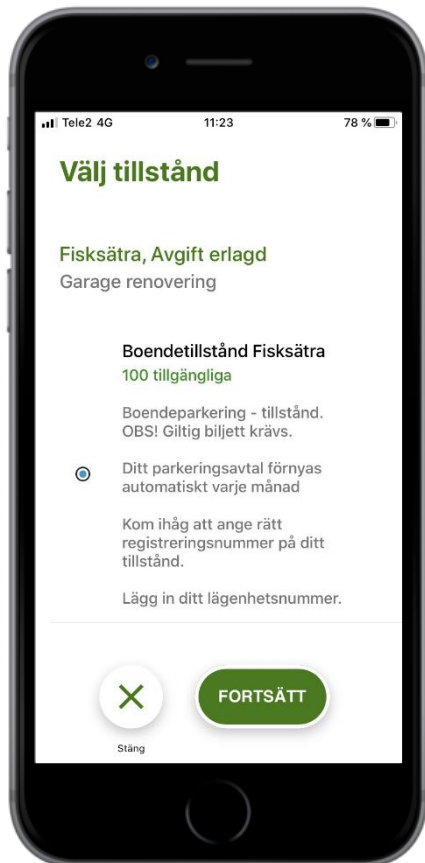 Tele2 4G 11:23 78 %
Välj tillstånd
Fisksätra, Avgift erlagd
Garage renovering
Boendetillstånd Fisksätra
100 tillgängliga
Boendeparkering - tillstånd.
OBS! Giltig biljett krävs.
Ditt parkeringsavtal förnyas
automatiskt varje månad
Kom ihåg att ange rätt
registreringsnummer på ditt
tillstånd.
Lägg in ditt lägenhetsnummer.
FORTSÄTT
Stäng